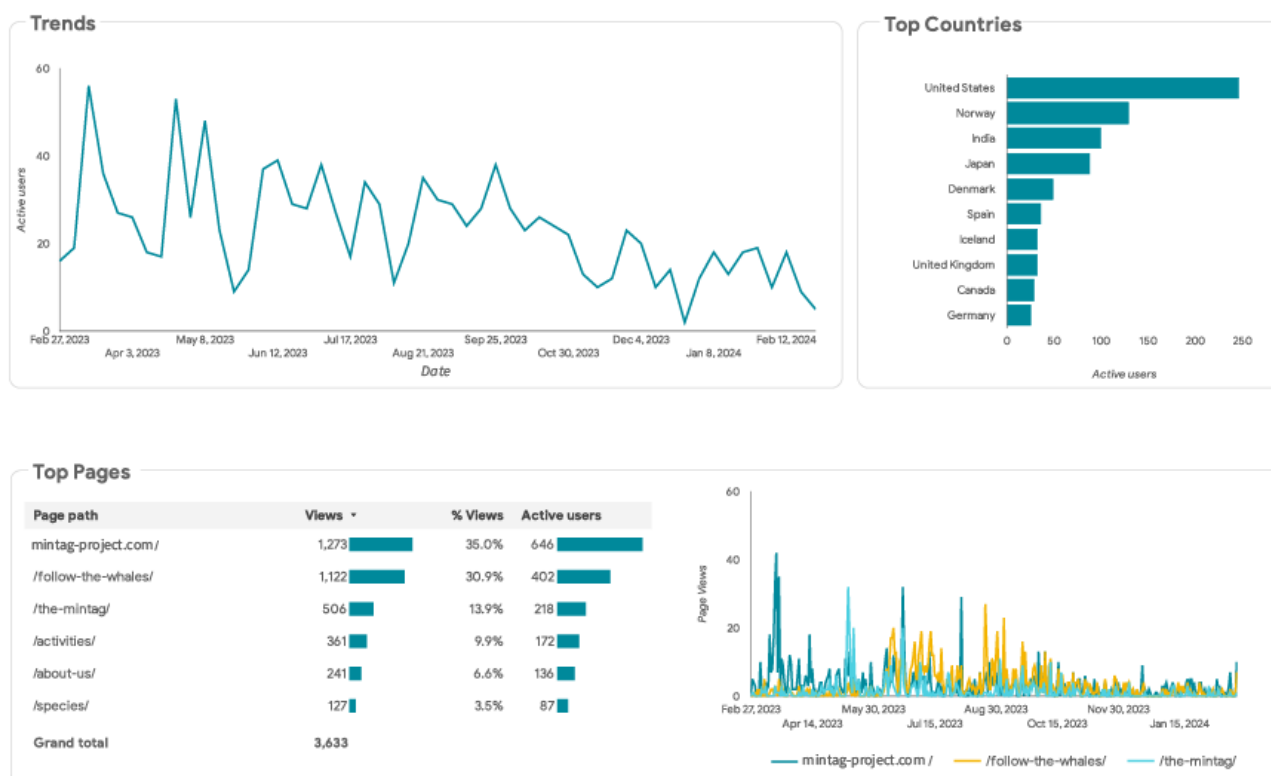 Trends
60
40
20
0
Active users
Feb 27, 2023
Apr 3, 2023
May 8, 2023
Jun 12, 2023
Jul 17, 2023
Aug 21, 2023
Sep 25, 2023
Oct 30, 2023
Dec 4, 2023
Jan 8, 2024
Feb 12, 2024
Date
Top Countries
United States
Norway
India
Japan
Denmark
Spain
Iceland
United Kingdom
Canada
Germany
0 50 100 150 200 250
Active users
Top Pages
Page path Views % Views Active users
mintag-project.com/ 1,273 35.0% 646
/follow-the-whales/ 1,122 30.9% 402
/the-mintag/ 506 13.9% 218
/activities/ 361 9.9% 172
/about-us/ 241 6.6% 136
/species/ 127 3.5% 87
Grand total 3,633
60
40
20
0
Page Views
Feb 27, 2023
Apr 14, 2023
May 30, 2023
Jul 15, 2023
Aug 30, 2023
Oct 15, 2023
Nov 30, 2023
Jan 15, 2024
mintag-project.com / /follow-the-whales/ /the-mintag/